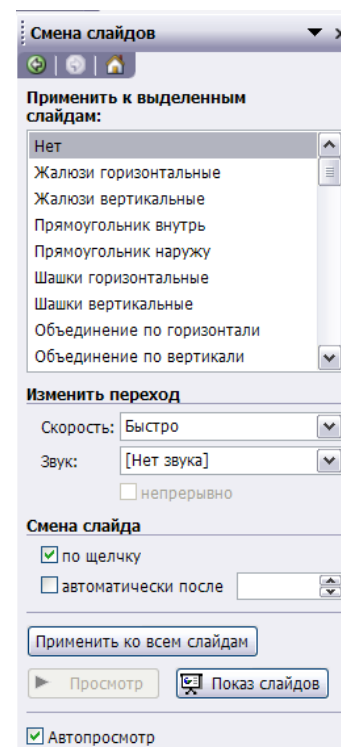 Смена слайдов
Применить к выделенным
слайдам:
Нет
Жалюзи горизонтальные
Жалюзи вертикальные
Прямоугольник внутрь
Прямоугольник наружу
Шашки горизонтальные
Шашки вертикальные
Объединение по горизонтали
Объединение по вертикали
Изменить переход
Скорость: Быстро
Звук: [Нет звука]
непрерывно
Смена слайда
по щелчку
автоматически после
Применить ко всем слайдам
Просмотр Показ слайдов
Автопросмотр